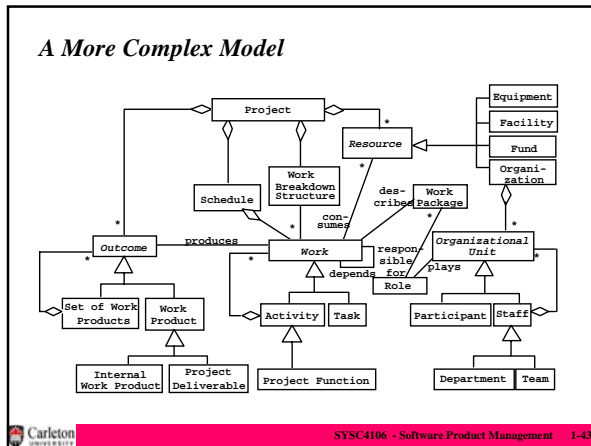 A More Complex Model
Project
Equipment
Facility
Fund
Organi-
zation
*
Resource
*
Work
Breakdown
Structure
Schedule
des-
cribes
Work
Package
con-
sumes
*
*
*
*
*
Outcome
*
produces
*
Work
*
respon-
sible
for
depends
Role
plays
Organizational
Unit
*
Set of Work
Products
Work
Product
Activity
Task
Participant
Staff
Internal
Work Product
Project
Deliverable
Project Function
Department
Team
Carleton
UNIVERSITY
SYSC4106 - Software Product Management 1-43